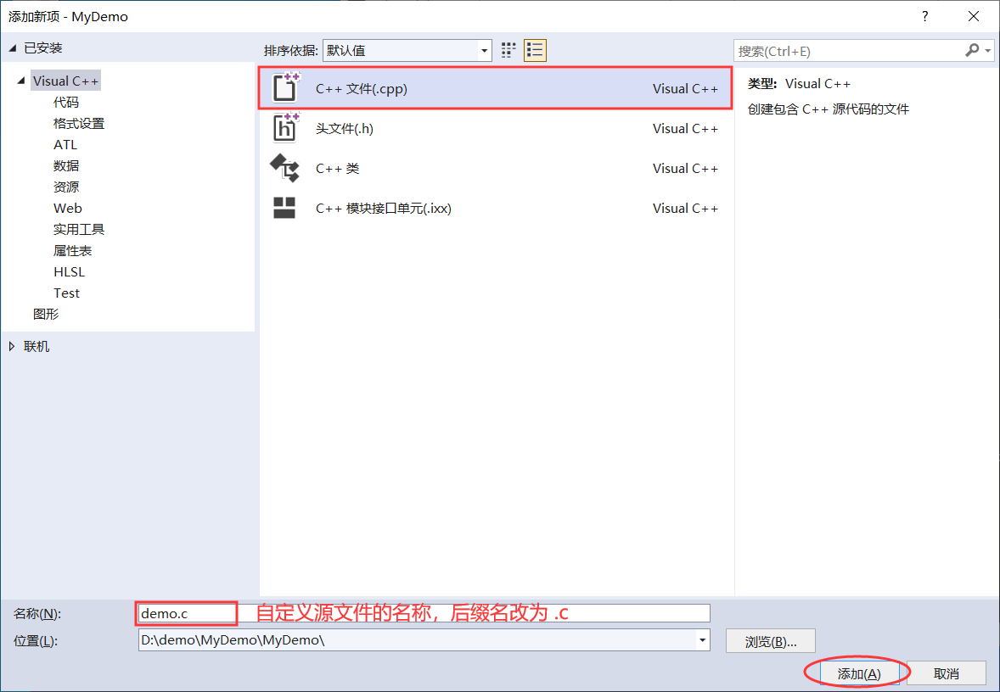 添加新项 - MyDemo
?
已安装
排序依据: 默认值
搜索(Ctrl+E)
Visual C++
代码
格式设置
ATL
数据
资源
Web
实用工具
属性表
HLSL
Test
图形
联机
C++ 文件(.cpp) Visual C++
头文件(.h) Visual C++
C++ 类 Visual C++
C++ 模块接口单元(.ixx) Visual C++
类型: Visual C++
创建包含 C++ 源代码的文件
名称(N): demo.c 自定义源文件的名称，后缀名改为 .c
位置(L): D:\demo\MyDemo\MyDemo\ 浏览(B)...
添加(A) 取消